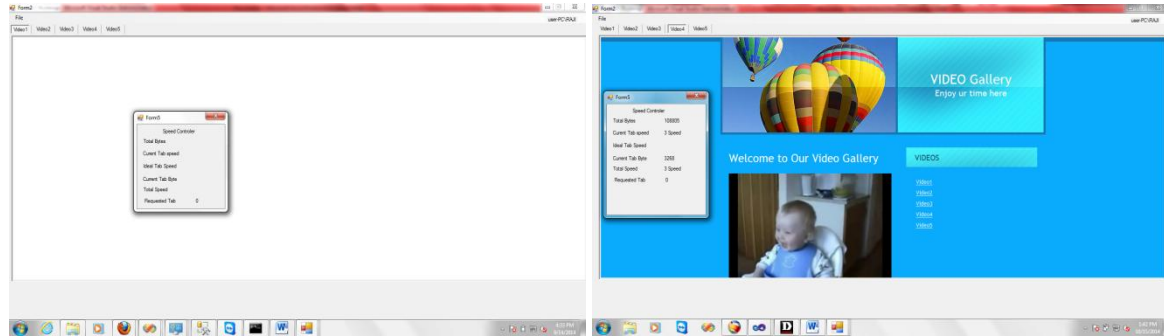 Form2
File
user-PC\RAJI
Video1 Video2 Video3 Video4 Video5
Form3
Speed Controler
Total Bytes
Current Tab speed
Ideal Tab Speed
Current Tab Byte
Total Speed
Requested Tab 0
Form2
File
user-PC\RAJI
Video1 Video2 Video3 Video4 Video5
VIDEO Gallery
Enjoy ur time here
Speed Controler
Total Bytes
Current Tab speed 3 Speed
Ideal Tab Speed
Current Tab Byte 3268
Total Speed 3 Speed
Requested Tab 0
Welcome to Our Video Gallery
VIDEOS
Video1
Video2
Video3
Video4
Video5